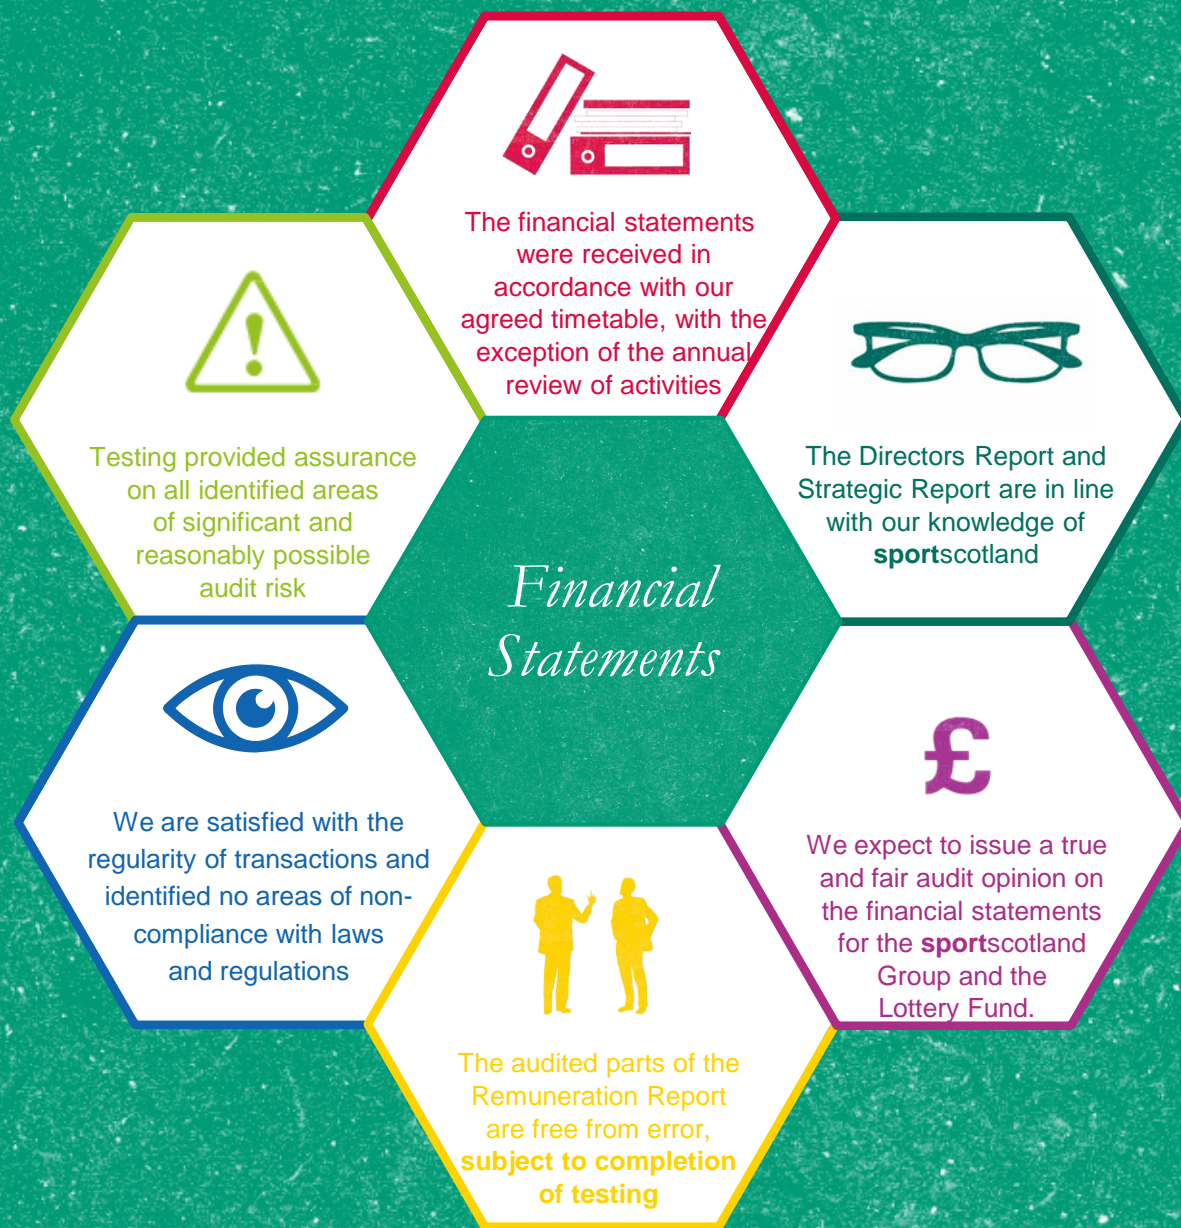 The financial statements
were received in
accordance with our
agreed timetable, with the
exception of the annual
review of activities
Testing provided assurance
on all identified areas
of significant and
reasonably possible
audit risk
The Directors Report and
Strategic Report are in line
with our knowledge of
sportscotland
Financial
Statements
We are satisfied with the
regularity of transactions and
identified no areas of non-
compliance with laws
and regulations
£
We expect to issue a true
and fair audit opinion on
the financial statements
for the sportscotland
Group and the
Lottery Fund.
The audited parts of the
Remuneration Report
are free from error,
subject to completion
of testing